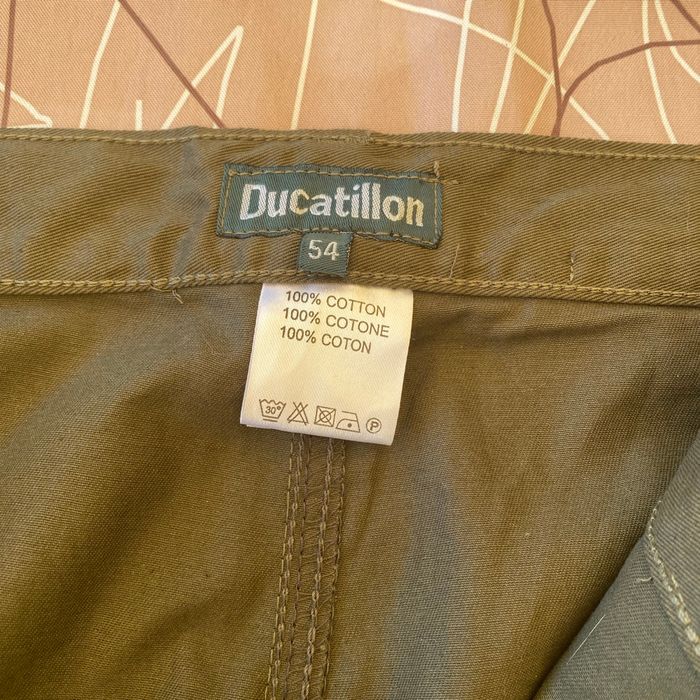 Ducatillon
54
100% COTTON
100% COTONE
100% COTON
30°
P